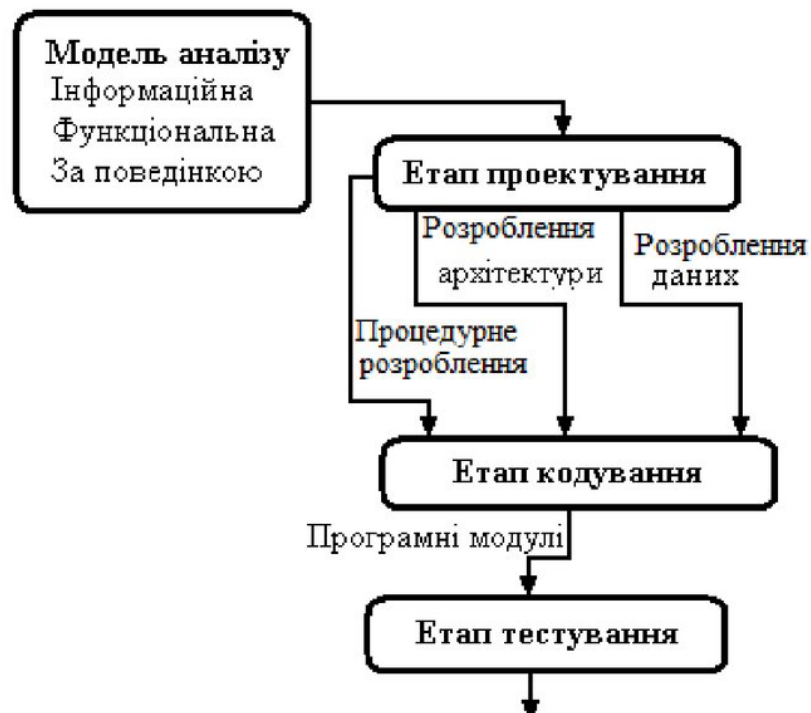 Модель аналізу
Інформаційна
Функціональна
За поведінкою
Етап проектування
Розроблення
архітектури
Розроблення
даних
Процедурне
розроблення
Етап кодування
Програмні модулі
Етап тестування